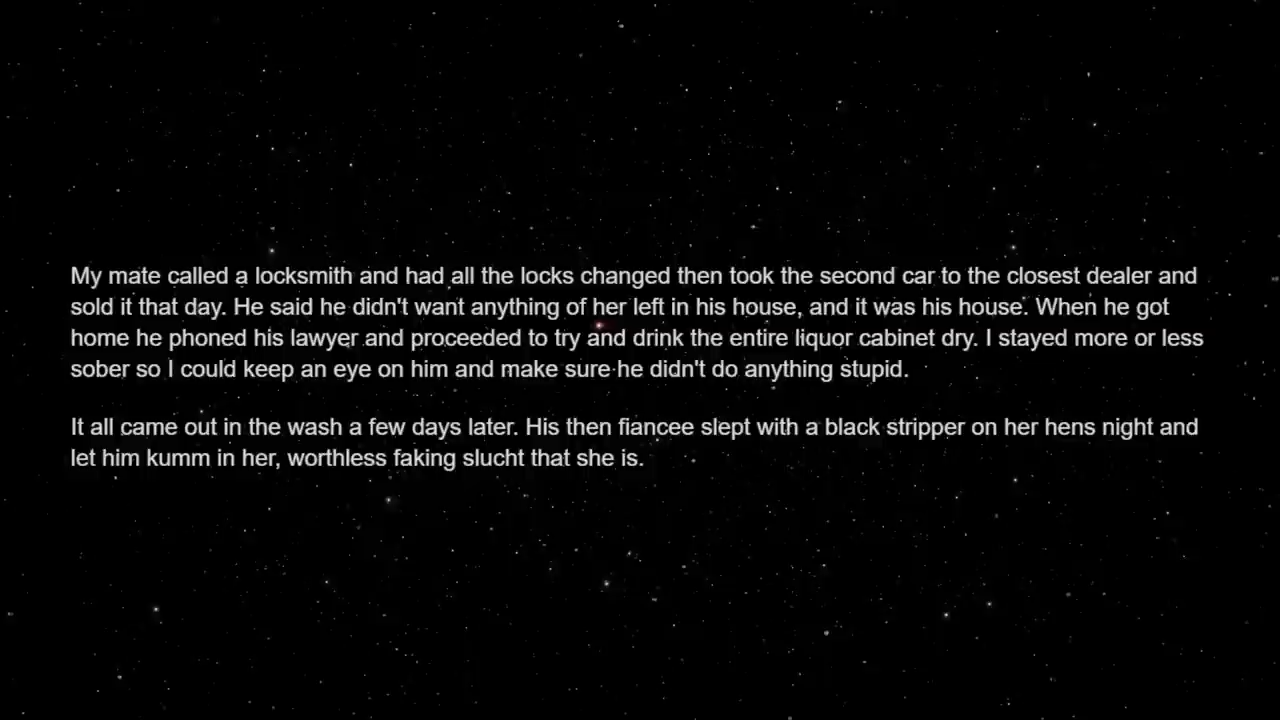 My mate called a locksmith and had all the locks changed then took the second car to the closest dealer and
sold it that day. He said he didn't want anything of her left in his house, and it was his house. When he got
home he phoned his lawyer and proceeded to try and drink the entire liquor cabinet dry. I stayed more or less
sober so I could keep an eye on him and make sure he didn't do anything stupid.
It all came out in the wash a few days later. His then fiancee slept with a black stripper on her hens night and
let him kumm in her, worthless faking slucht that she is.